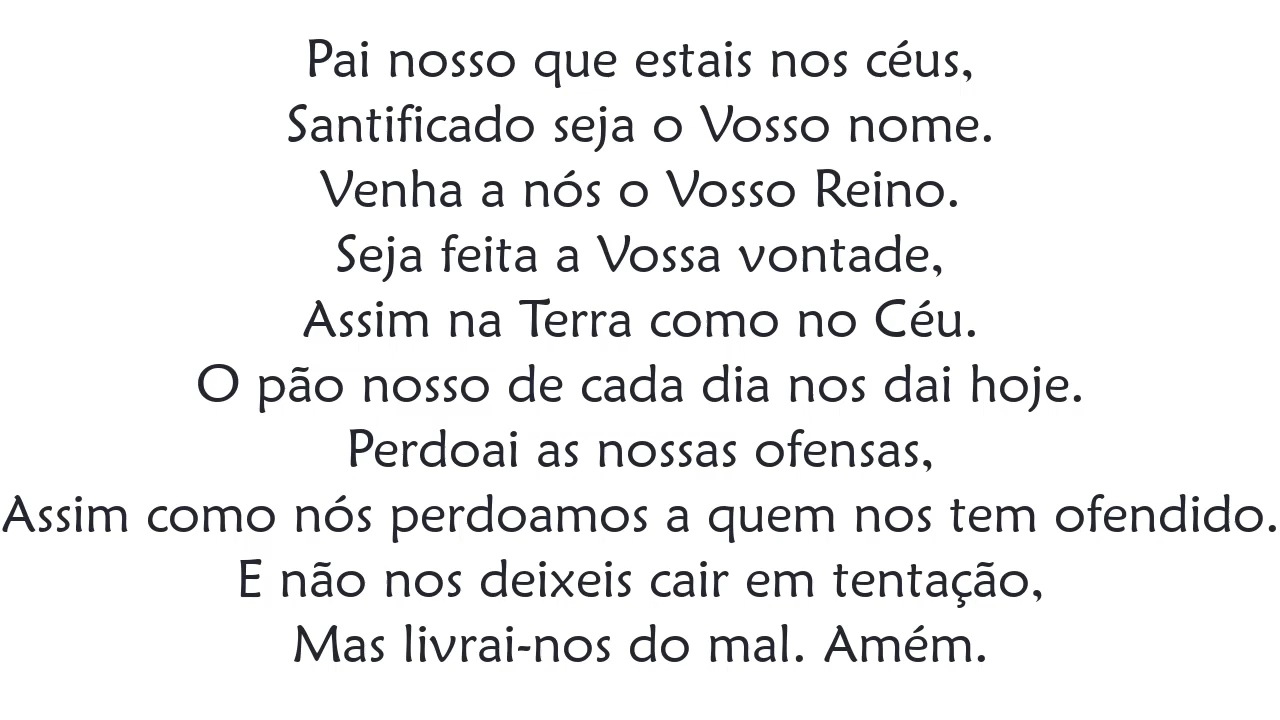 Pai nosso que estais nos céus,
Santificado seja o Vosso nome.
Venha a nós o Vosso Reino.
Seja feita a Vossa vontade,
Assim na Terra como no Céu.
O pão nosso de cada dia nos dai hoje.
Perdoai as nossas ofensas,
Assim como nós perdoamos a quem nos tem ofendido.
E não nos deixeis cair em tentação,
Mas livrai-nos do mal. Amém.